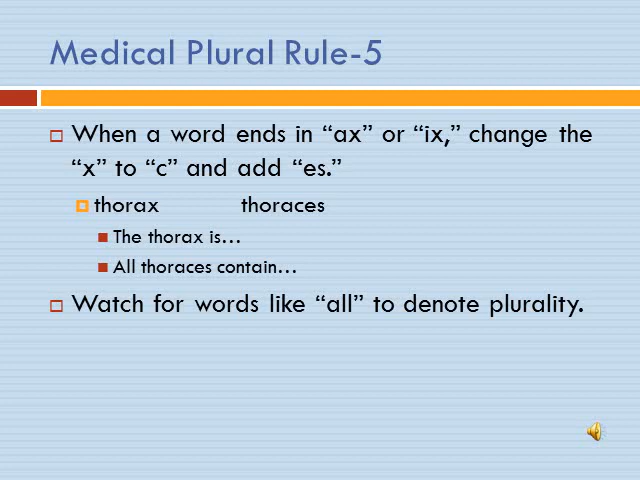 Medical Plural Rule-5
When a word ends in “ax” or “ix,” change the
“x” to “c” and add “es.”
thorax thoraces
The thorax is…
All thoraces contain…
Watch for words like “all” to denote plurality.